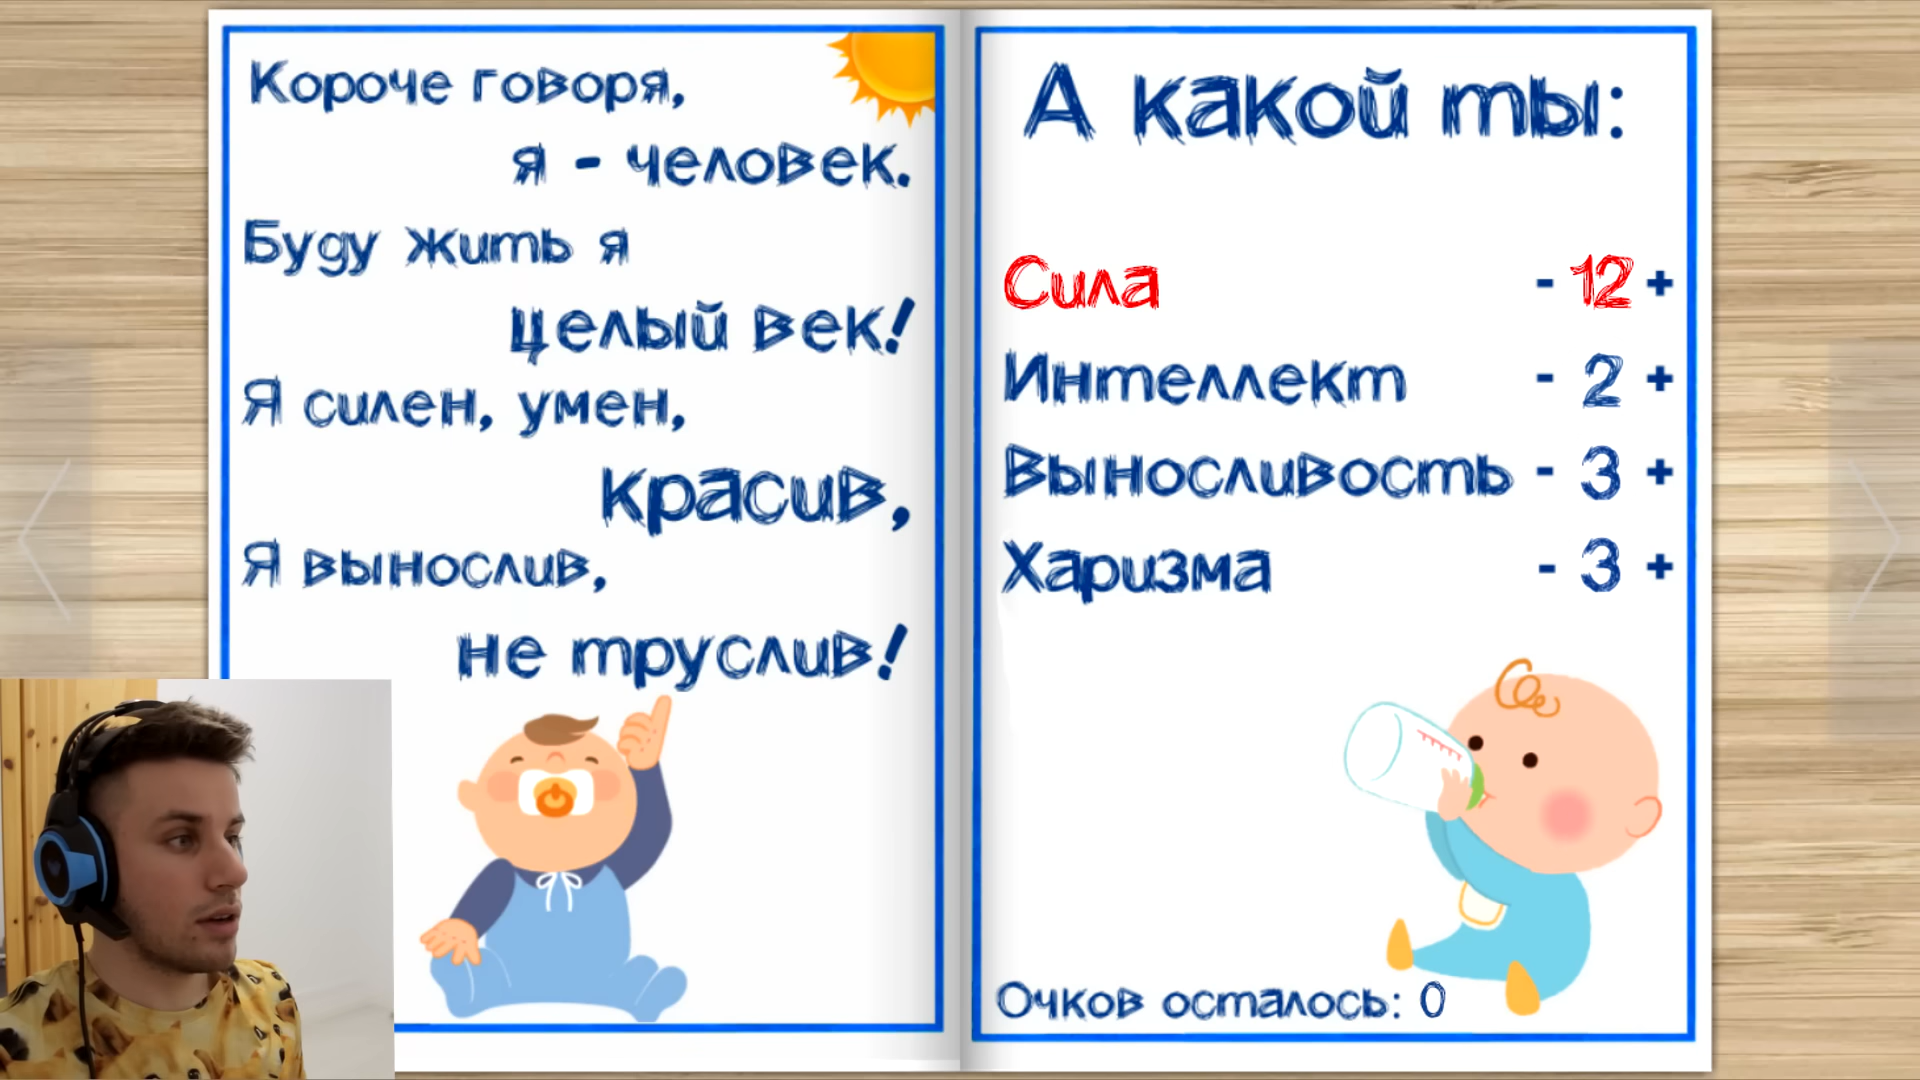 Короче говоря,
я - человек.
Буду жить я
целый век!
Я силен, умен,
красив,
Я вынослив,
не труслив!
А какой ты:
Сила - 12 +
Интеллект - 2 +
Выносливость - 3 +
Харизма - 3 +
Очков осталось: 0